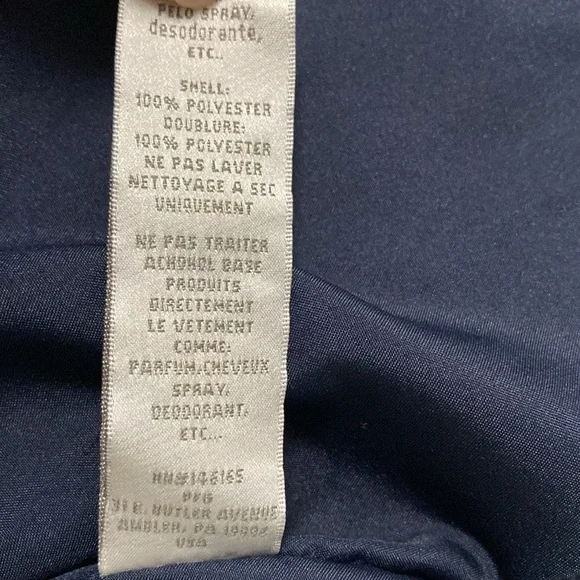 PELO SPRAY,
desodorante,
ETC..
SHELL:
100% POLYESTER
DOUBLURE:
100% POLYESTER
NE PAS LAVER
NETTOYAGE A SEC
UNIQUEMENT
NE PAS TRAITER
ACHOHOL BASE
PRODUITS
DIRECTEMENT
LE VETEMENT
COMME:
PARFUM,CHEVEUX
SPRAY,
DEODORANT,
ETC...
RN#146165
PFG
31 E. BUTLER AVENUE
AMBLER, PA 19002
USA